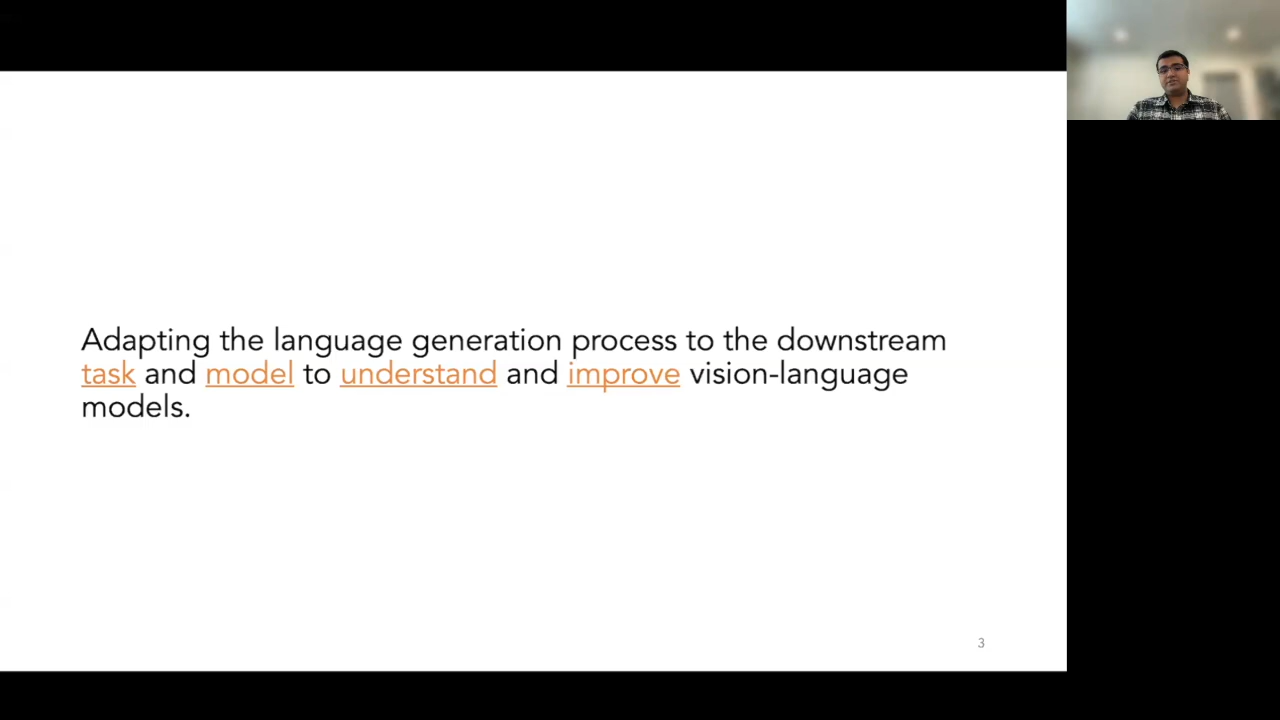 Adapting the language generation process to the downstream
task and model to understand and improve vision-language
models.
3